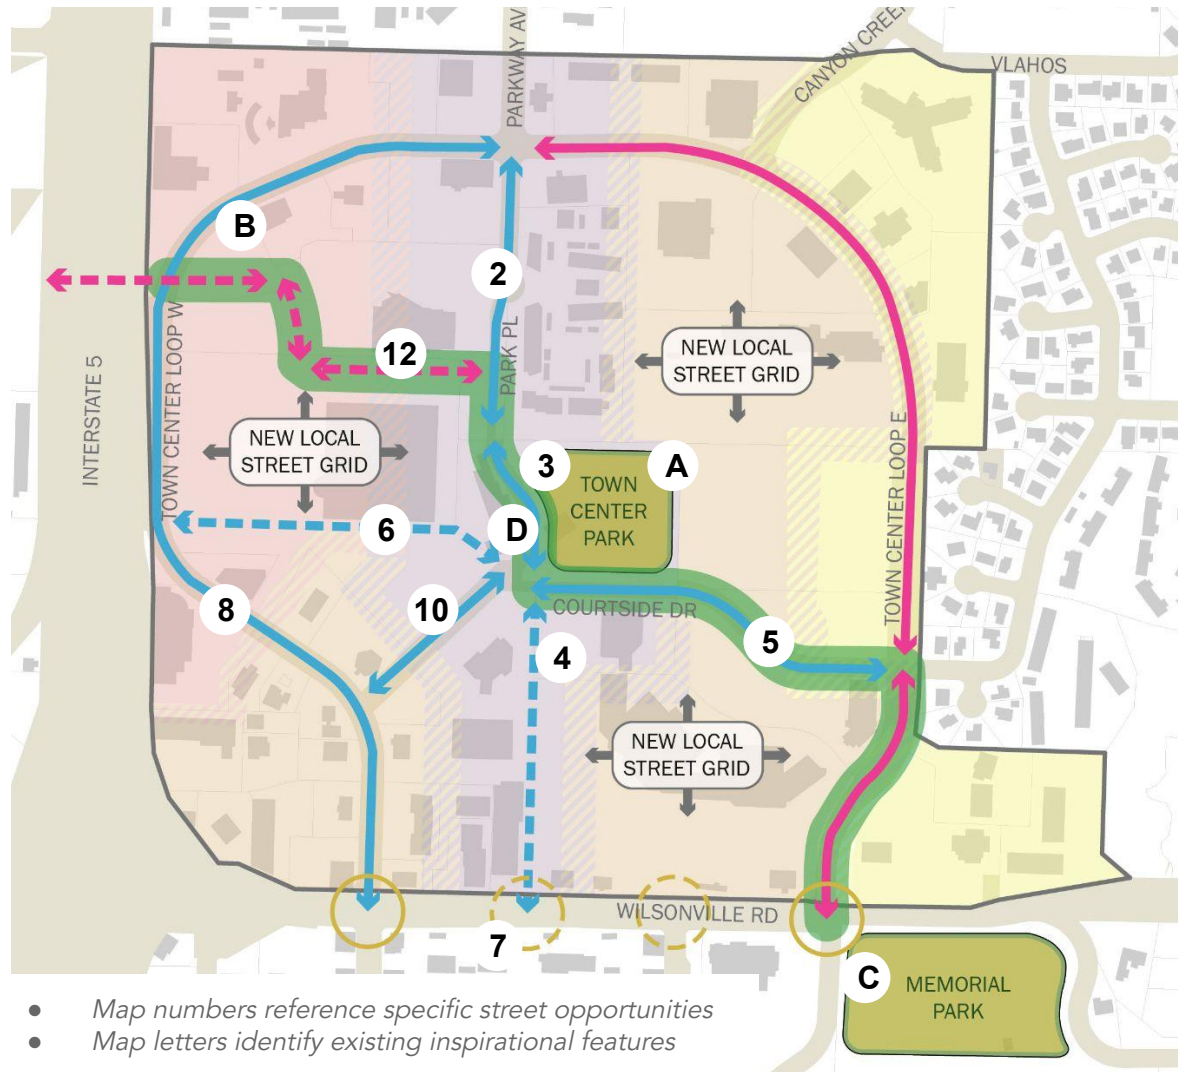 PARKWAY AV
CANYON CREEK
VLAHOS
B
2
INTERSTATE 5
TOWN CENTER LOOP W
12
PARK PL
NEW LOCAL
STREET GRID
NEW LOCAL
STREET GRID
TOWN CENTER LOOP E
3
A
TOWN
CENTER
PARK
6
D
8
10
COURTSIDE DR
5
4
NEW LOCAL
STREET GRID
WILSONVILLE RD
7
C
MEMORIAL
PARK
● Map numbers reference specific street opportunities
● Map letters identify existing inspirational features